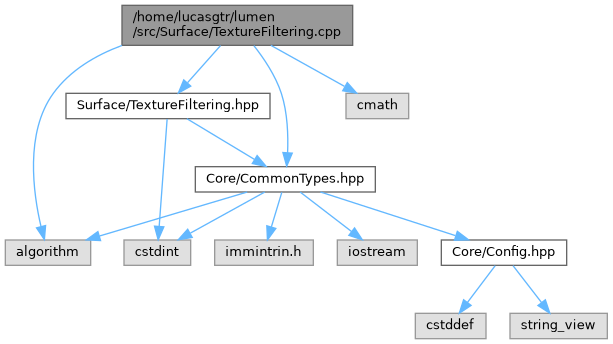 /home/lucasgtr/lumen
/src/Surface/TextureFiltering.cpp
Surface/TextureFiltering.hpp
cmath
Core/CommonTypes.hpp
algorithm
cstdint
immintrin.h
iostream
Core/Config.hpp
cstddef
string_view